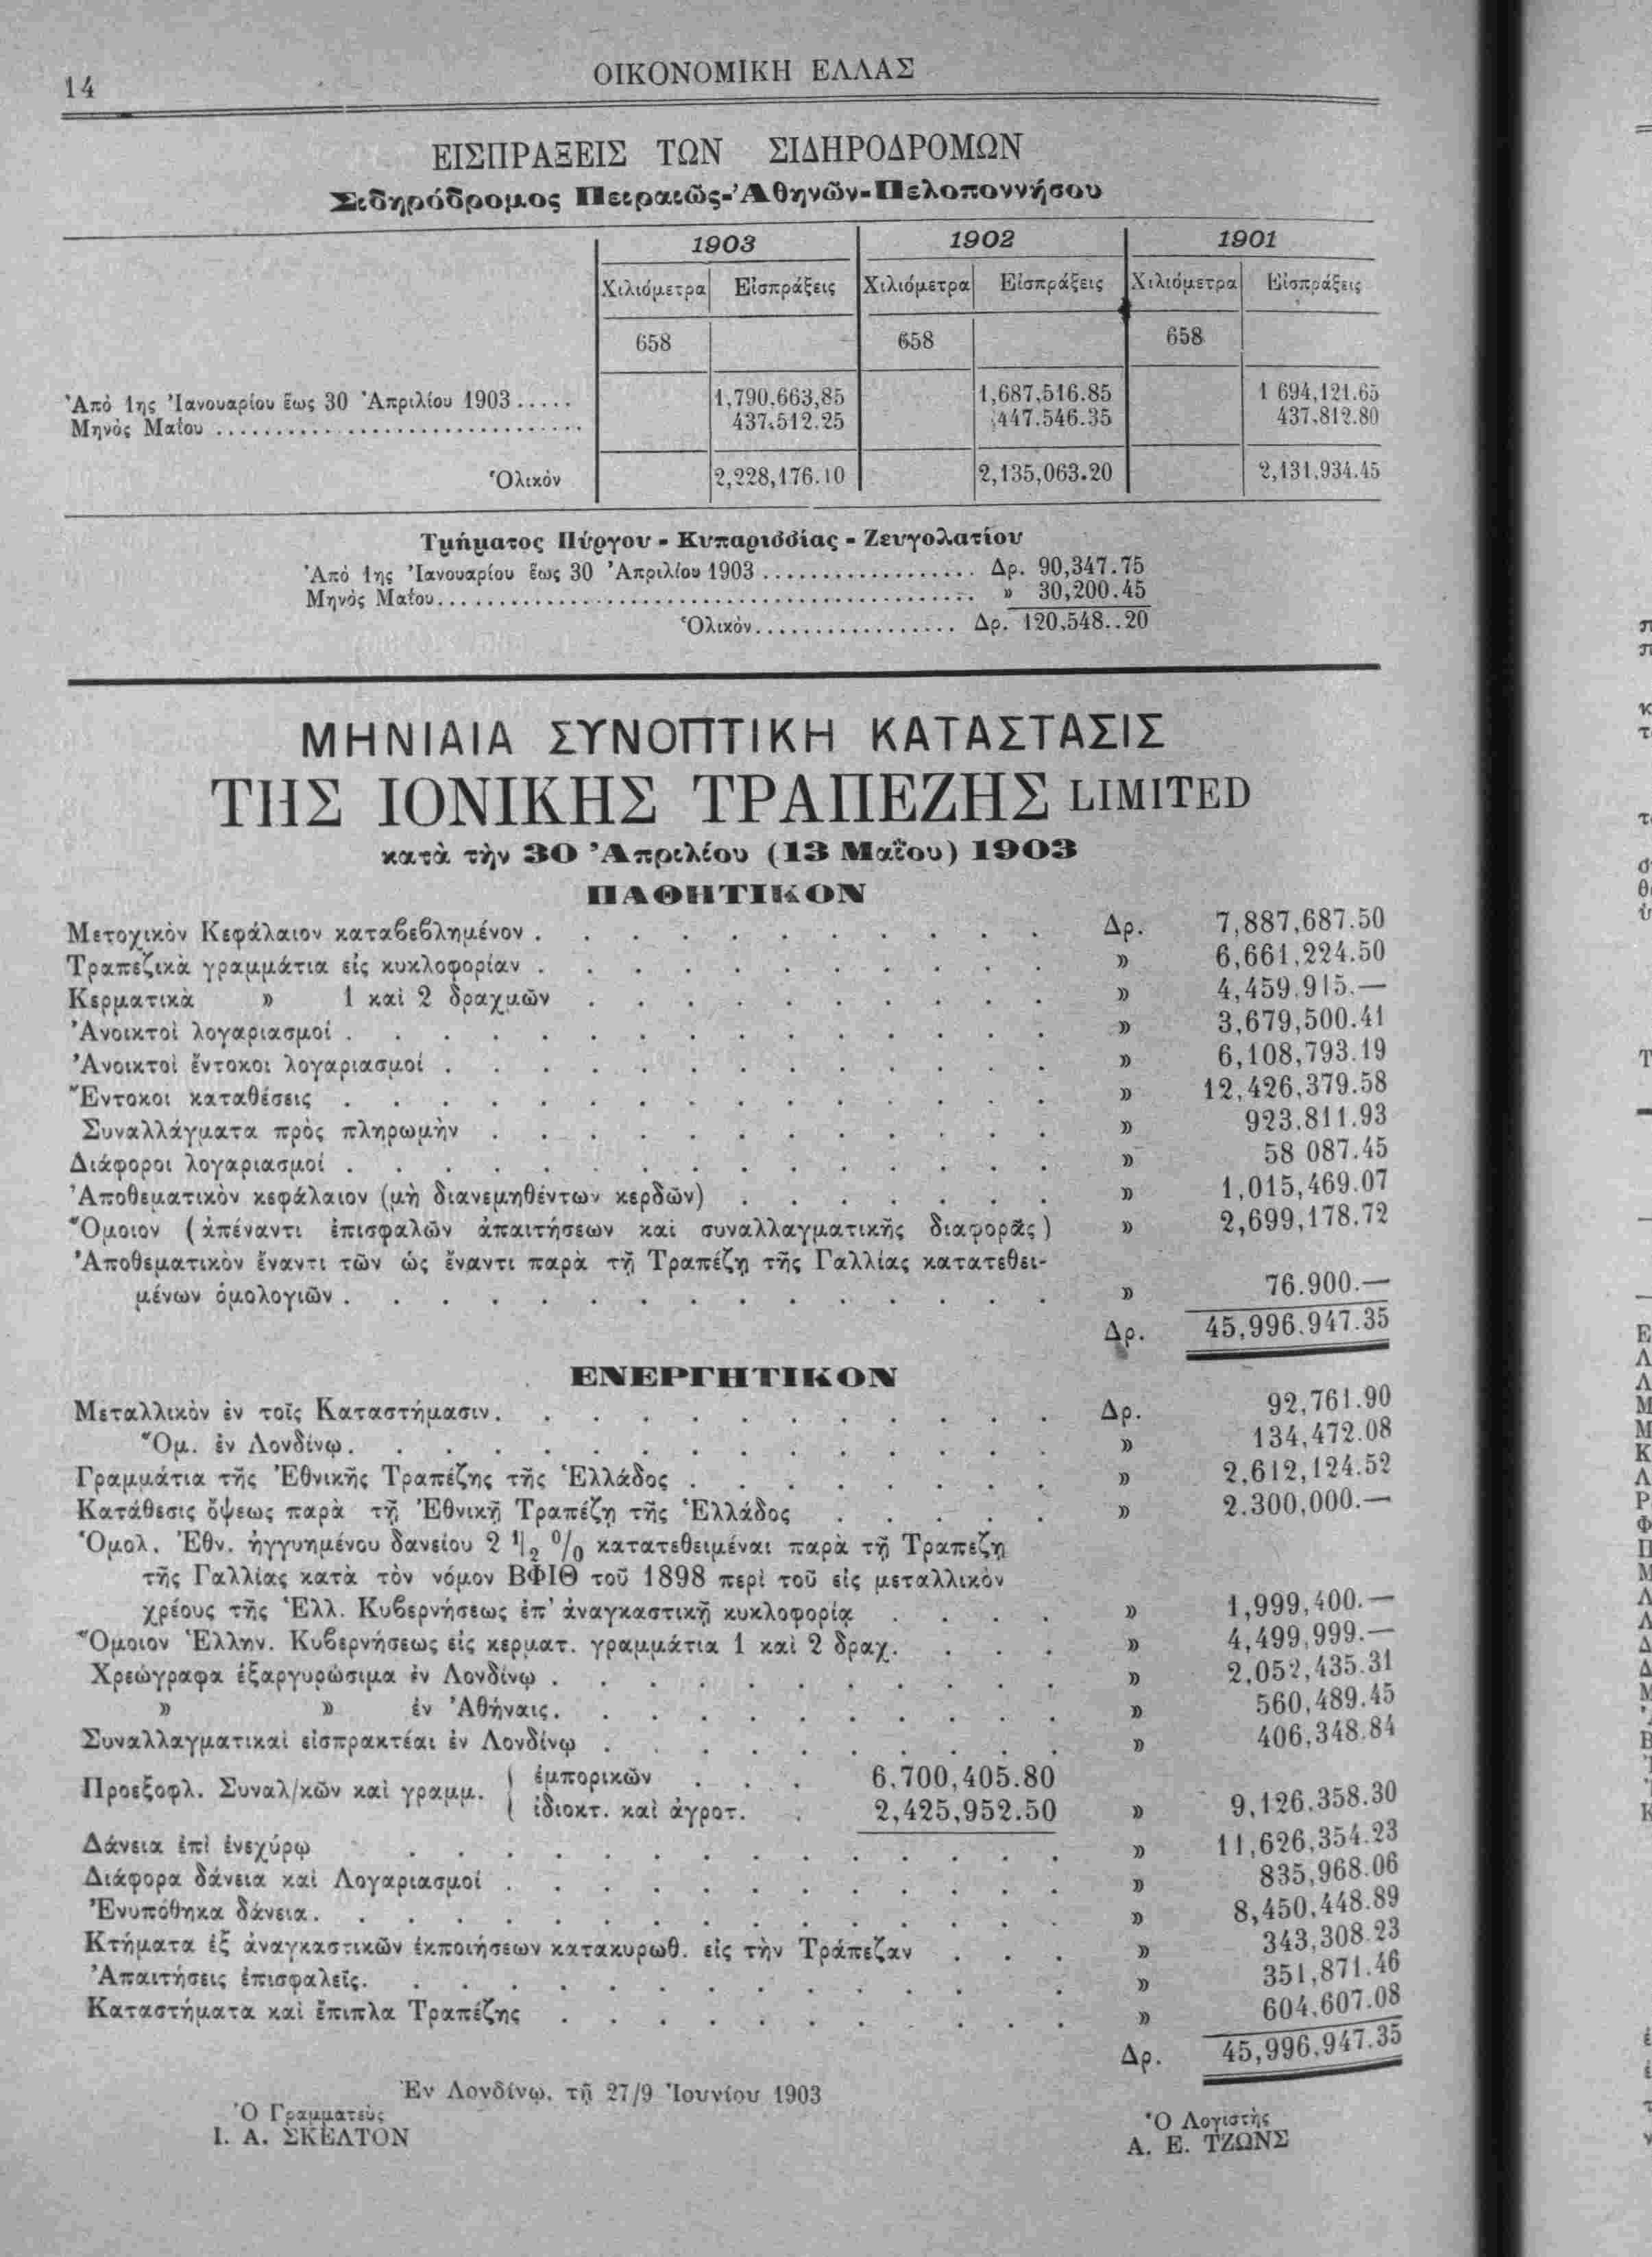 14
ΟΙΚΟΝΟΜΙΚΗ ΕΛΛΑΣ
ΕΙΣΠΡΑΞΕΙΣ ΤΩΝ ΣΙΔΗΡΟΔΡΟΜΩΝ
Σιδηρόδρομος Πειραιῶς-Ἀθηνῶν-Πελοποννήσου
1903 1902 1901
Χιλιόμετρα Εἰσπράξεις Χιλιόμετρα Εἰσπράξεις Χιλιόμετρα Εἰσπράξεις
658 658 658
Ἀπὸ 1ης Ἰανουαρίου ἕως 30 Ἀπριλίου 1903..... 1,790,663,85 1,687,516.85 1 694,121.65
Μηνὸς Μαΐου ............ 437,512.25 447.546.35 437,812.80
Ὁλικόν 2,228,176.10 2,135,063.20 2,131,934.45
Τμήματος Πύργου - Κυπαρισσίας - Ζευγολατίου
Ἀπὸ 1ης Ἰανουαρίου ἕως 30 Ἀπριλίου 1903 ............ Δρ. 90,347.75
Μηνὸς Μαΐου............ » 30,200.45
Ὁλικὸν............ Δρ. 120,548..20
ΜΗΝΙΑΙΑ ΣΥΝΟΠΤΙΚΗ ΚΑΤΑΣΤΑΣΙΣ
ΤΗΣ ΙΟΝΙΚΗΣ ΤΡΑΠΕΖΗΣ LIMITED
κατὰ τὴν 30 Ἀπριλίου (13 Μαΐου) 1903
ΠΑΘΗΤΙΚΟΝ
Μετοχικὸν Κεφάλαιον καταβεβλημένον . . . . Δρ. 7,887,687.50
Τραπεζικὰ γραμμάτια εἰς κυκλοφορίαν . . . . » 6,661,224.50
Κερματικὰ » 1 καὶ 2 δραχμῶν . . . . » 4,459,915.—
Ἀνοικτοὶ λογαριασμοί . . . . » 3,679,500.41
Ἀνοικτοὶ ἔντοκοι λογαριασμοί . . . . » 6,108,793.19
Ἔντοκοι καταθέσεις . . . . » 12,426,379.58
Συναλλάγματα πρὸς πληρωμὴν . . . . » 923.811.93
Διάφοροι λογαριασμοί . . . . » 58 087.45
Ἀποθεματικὸν κεφάλαιον (μὴ διανεμηθέντων κερδῶν) . . . . » 1,015,469.07
Ὅμοιον (ἀπέναντι ἐπισφαλῶν ἀπαιτήσεων καὶ συναλλαγματικῆς διαφορᾶς) » 2,699,178.72
Ἀποθεματικὸν ἔναντι τῶν ὡς ἔναντι παρὰ τῇ Τραπέζῃ τῆς Γαλλίας κατατεθει-
μένων ὁμολογιῶν . . . . » 76.900.—
Δρ. 45,996.947.35
ΕΝΕΡΓΗΤΙΚΟΝ
Μεταλλικὸν ἐν τοῖς Καταστήμασιν. . . . Δρ. 92,761.90
Ὅμ. ἐν Λονδίνῳ. . . . » 134,472.08
Γραμμάτια τῆς Ἐθνικῆς Τραπέζης τῆς Ἑλλάδος . . . . » 2,612,124.52
Κατάθεσις ὄψεως παρὰ τῇ Ἐθνικῇ Τραπέζῃ τῆς Ἑλλάδος . . . . » 2.300,000.—
Ὁμολ. Ἐθν. ἠγγυημένου δανείου 2 1/2 0/0 κατατεθειμέναι παρὰ τῇ Τραπεζῃ
τῆς Γαλλίας κατὰ τὸν νόμον ΒΦΙΘ τοῦ 1898 περὶ τοῦ εἰς μεταλλικὸν
χρέους τῆς Ἑλλ. Κυβερνήσεως ἐπ' ἀναγκαστικῇ κυκλοφορίᾳ . . . . » 1,999,400.—
Ὅμοιον Ἑλλην. Κυβερνήσεως εἰς κερματ. γραμμάτια 1 καὶ 2 δραχ. . . . » 4,499,999.—
Χρεώγραφα ἐξαργυρώσιμα ἐν Λονδίνῳ . . . . » 2,052,435.31
» » ἐν Ἀθήναις. . . . » 560,489.45
Συναλλαγματικαὶ εἰσπρακτέαι ἐν Λονδίνῳ . . . . » 406,348.84
Προεξοφλ. Συναλ/κῶν καὶ γραμμ. { ἐμπορικῶν . . . 6,700,405.80
{ ἰδιοκτ. καὶ ἀγροτ. . 2,425,952.50 » 9,126,358.30
Δάνεια ἐπὶ ἐνεχύρῳ . . . . » 11,626,354.23
Διάφορα δάνεια καὶ Λογαριασμοί . . . . » 835,968.06
Ἐνυπόθηκα δάνεια. . . . » 8,450,448.89
Κτήματα ἐξ ἀναγκαστικῶν ἐκποιήσεων κατακυρωθ. εἰς τὴν Τράπεζαν . . . » 343,308.23
Ἀπαιτήσεις ἐπισφαλεῖς. . . . » 351,871.46
Καταστήματα καὶ ἔπιπλα Τραπέζης . . . . » 604,607.08
Δρ. 45,996,947.35
Ἐν Λονδίνῳ, τῇ 27/9 Ἰουνίου 1903
Ὁ Γραμματεὺς
Ι. Α. ΣΚΕΛΤΟΝ
Ὁ Λογιστὴς
Α. Ε. ΤΖΩΝΣ